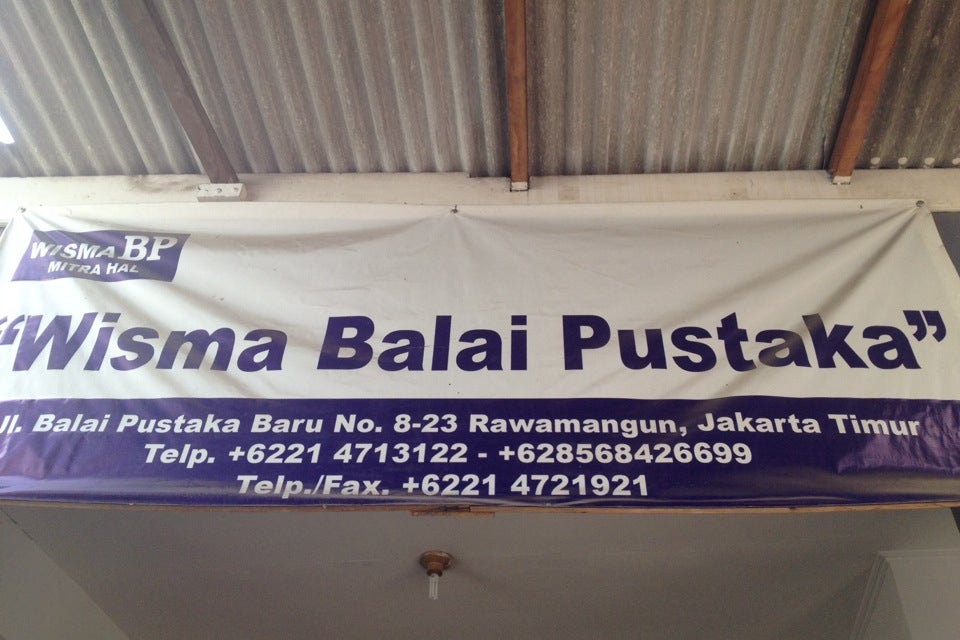 WISMA BP
MITRA HAL
"Wisma Balai Pustaka"
Jl. Balai Pustaka Baru No. 8-23 Rawamangun, Jakarta Timur
Telp. +6221 4713122 - +628568426699
Telp./Fax. +6221 4721921